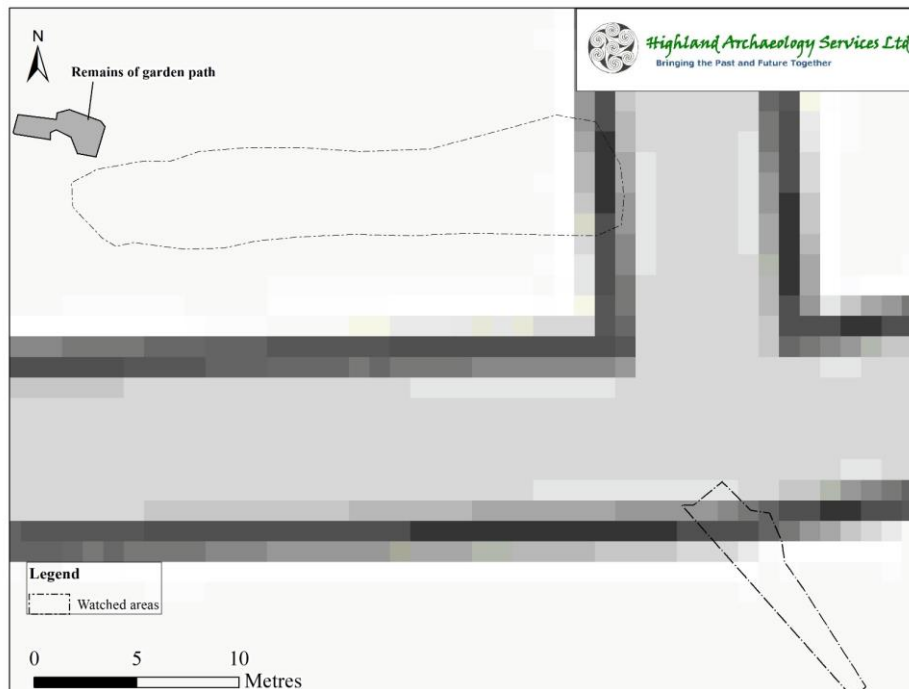 N
Remains of garden path
Highland Archaeology Services Ltd
Bringing the Past and Future Together
Legend
Watched areas
0 5 10
Metres